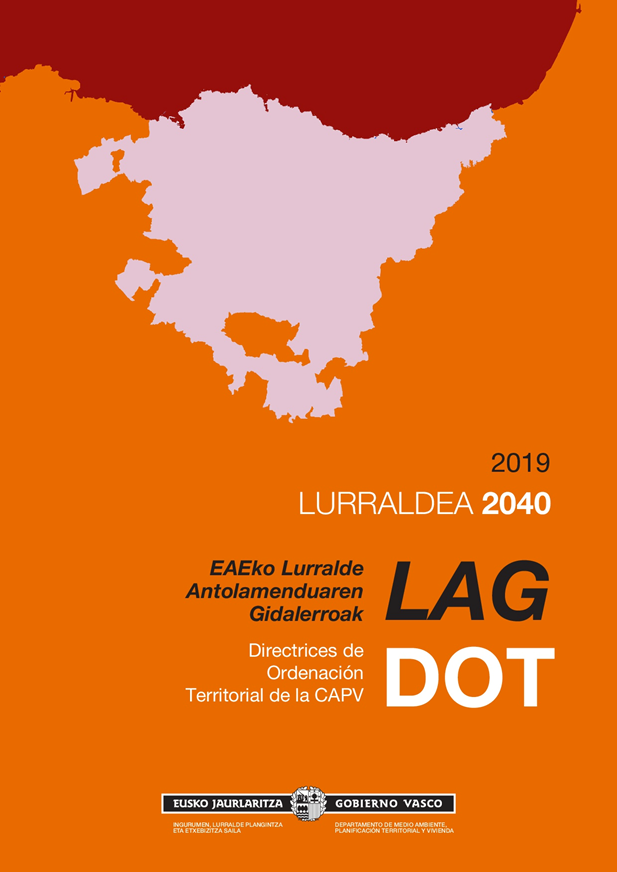 2019
LURRALDEA 2040
EAEko Lurralde
Antolamenduaren
Gidalerroak
LAG
Directrices de
Ordenación
Territorial de la CAPV
DOT
EUSKO JAURLARITZA
GOBIERNO VASCO
INGURUMEN, LURRALDE PLANGINTZA
ETA ETXEBIZITZA SAILA
DEPARTAMENTO DE MEDIO AMBIENTE,
PLANIFICACIÓN TERRITORIAL Y VIVIENDA